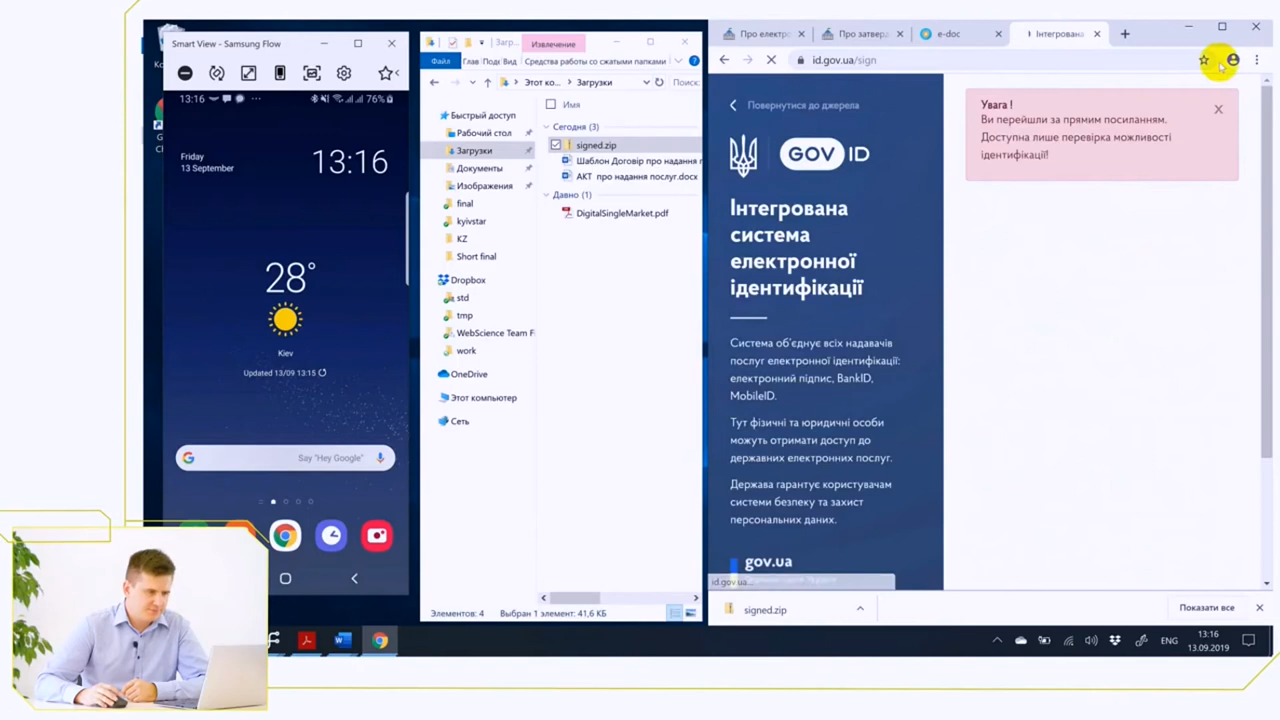 Smart View - Samsung Flow
13:16
76%
Friday
13 September
13:16
28°
Kiev
Updated 13/09 13:15
Say "Hey Google"
Загр...
Извлечение
Файл
Глав
Вид
Средства работы со сжатыми папками
Этот ко...
Загрузки
Поиск:
Быстрый доступ
Рабочий стол
Загрузки
Документы
Изображения
final
kyivstar
KZ
Short final
Dropbox
std
tmp
WebScience Team F
work
OneDrive
Этот компьютер
Сеть
Имя
Сегодня (3)
signed.zip
Шаблон Договір про надання п
АКТ про надання послуг.docx
Давно (1)
DigitalSingleMarket.pdf
Элементов: 4
Выбран 1 элемент: 41,6 КБ
Про електро
Про затвер
e-doc
Інтегрована
id.gov.ua/sign
Повернутися до джерела
GOV ID
Інтегрована
система
електронної
ідентифікації
Система об'єднує всіх надавачів
послуг електронної ідентифікації:
електронний підпис, BankID,
MobileID.
Тут фізичні та юридичні особи
можуть отримати доступ до
державних електронних послуг.
Держава гарантує користувачам
системи безпеку та захист
персональних даних.
gov.ua
id.gov.ua...
Увага !
Ви перейшли за прямим посиланням.
Доступна лише перевірка можливості
ідентифікації!
signed.zip
Показати все
ENG
13:16
13.09.2019